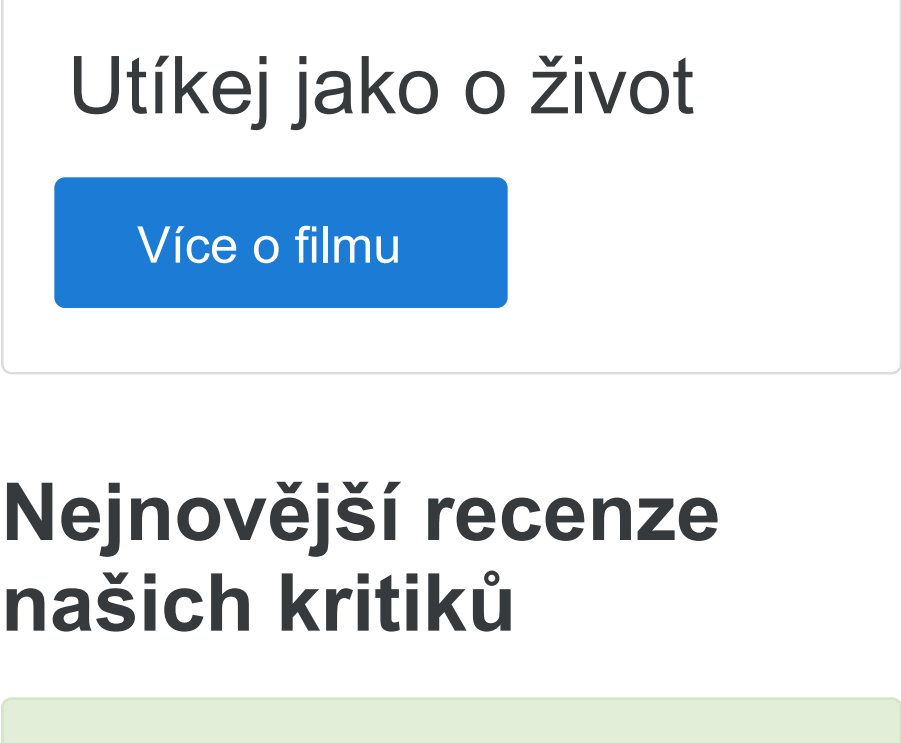 Utíkej jako o život
Více o filmu
Nejnovější recenze
našich kritiků